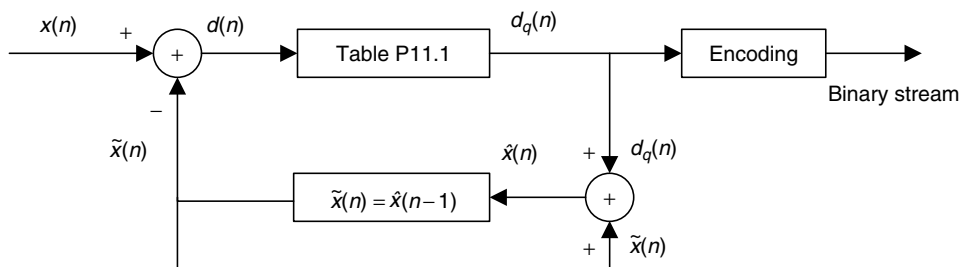 x(n)
+
d(n)
+
Table P11.1
d_q(n)
Encoding
Binary stream
−
x̃(n)
x̃(n) = x̂(n−1)
x̂(n)
+
d_q(n)
+
+
x̃(n)